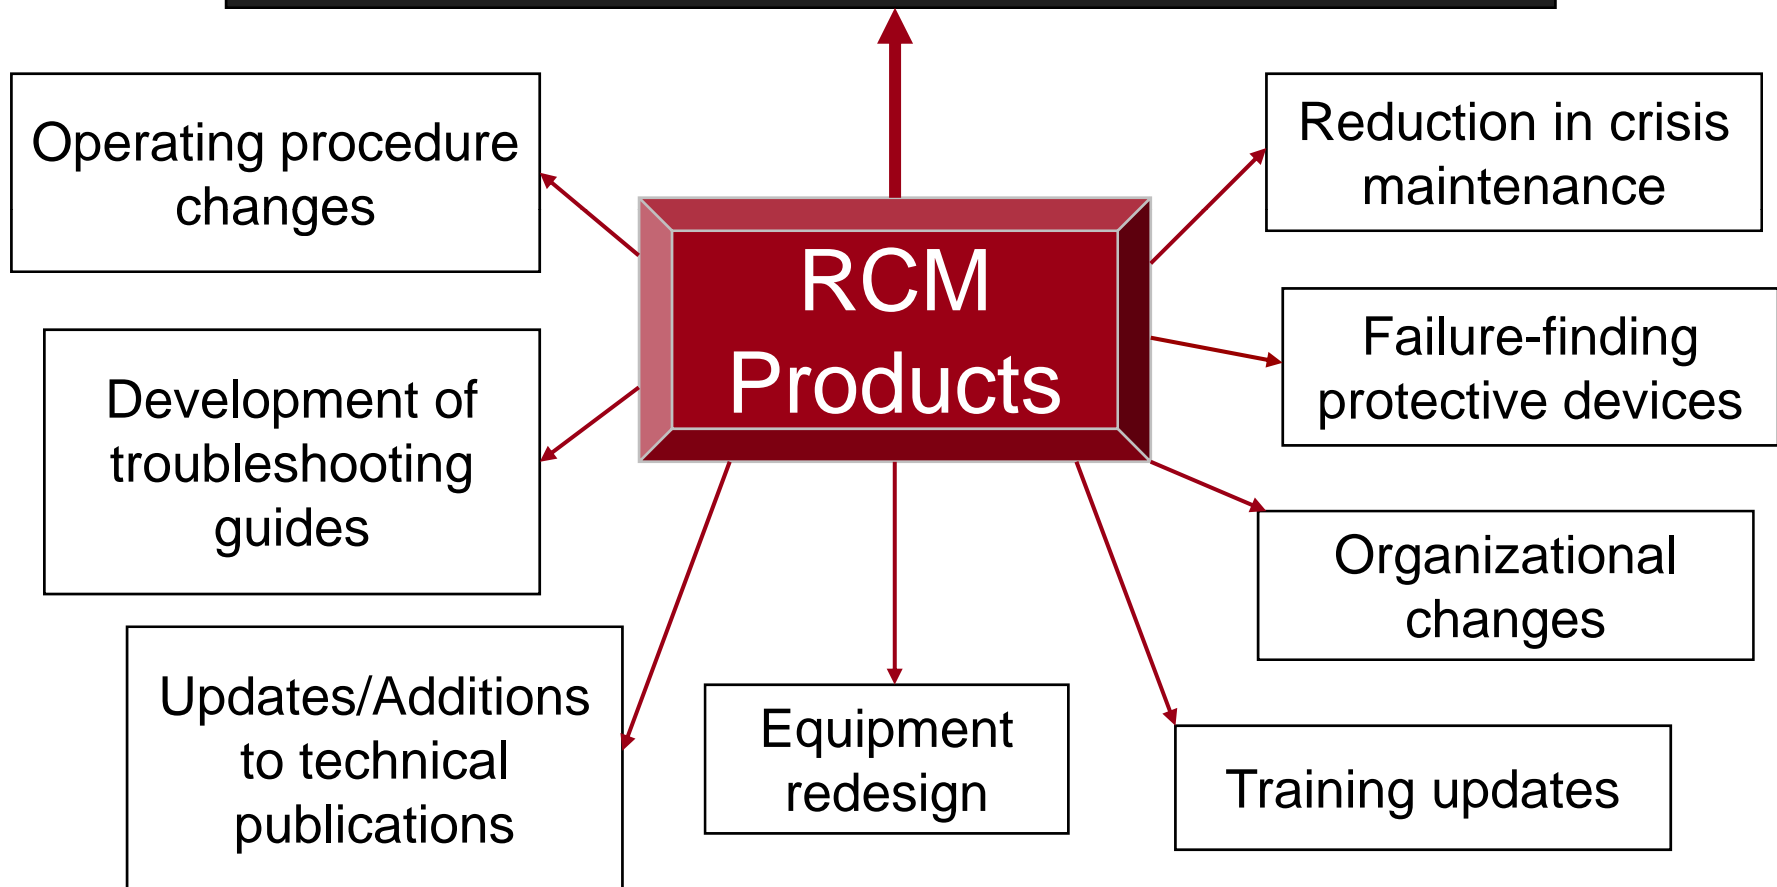 Operating procedure
changes
Reduction in crisis
maintenance
RCM
Products
Failure-finding
protective devices
Development of
troubleshooting
guides
Organizational
changes
Updates/Additions
to technical
publications
Equipment
redesign
Training updates